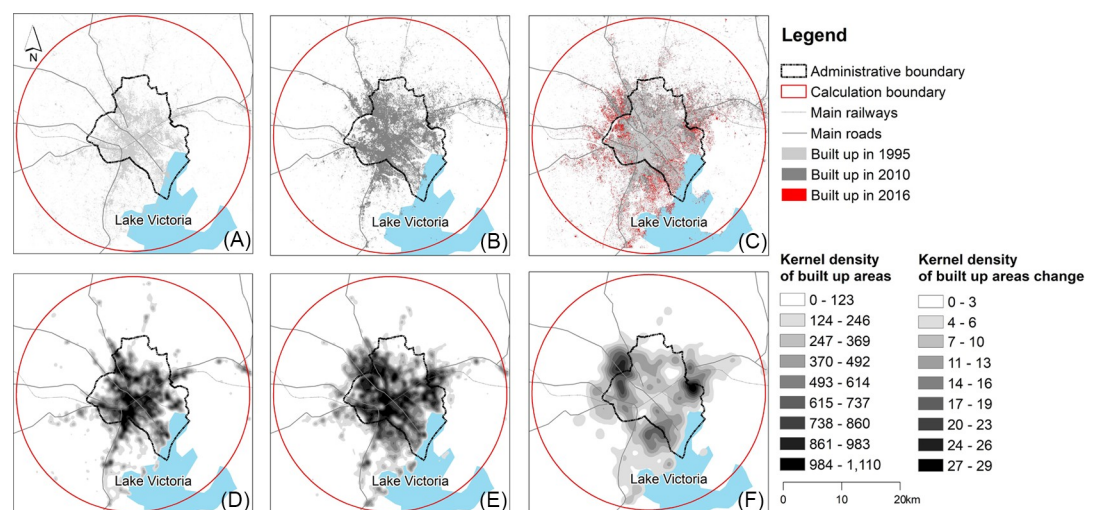 N
Lake Victoria
(A)
Lake Victoria
(B)
Lake Victoria
(C)
Legend
Administrative boundary
Calculation boundary
Main railways
Main roads
Built up in 1995
Built up in 2010
Built up in 2016
Lake Victoria
(D)
Lake Victoria
(E)
Lake Victoria
(F)
Kernel density
of built up areas
0 - 123
124 - 246
247 - 369
370 - 492
493 - 614
615 - 737
738 - 860
861 - 983
984 - 1,110
Kernel density
of built up areas change
0 - 3
4 - 6
7 - 10
11 - 13
14 - 16
17 - 19
20 - 23
24 - 26
27 - 29
0 10 20km